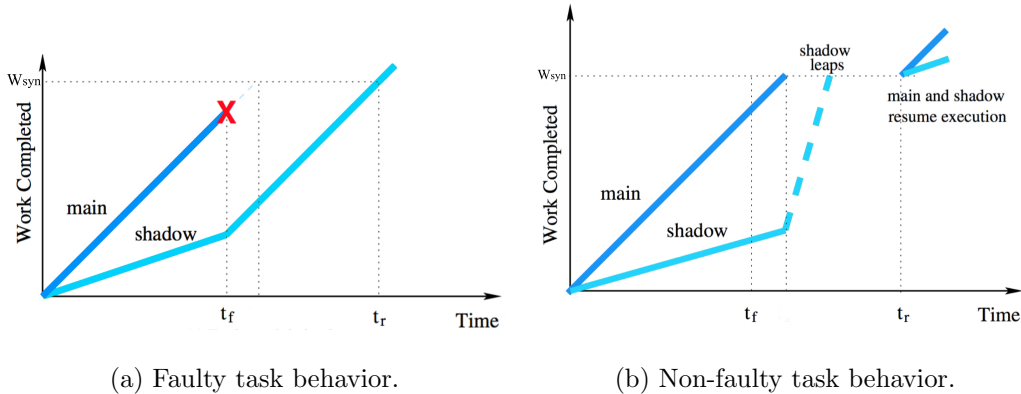 Wsyn
Work Completed
main
shadow
X
tf
tr
Time
(a) Faulty task behavior.
Wsyn
Work Completed
main
shadow
shadow
leaps
main and shadow
resume execution
tf
tr
Time
(b) Non-faulty task behavior.